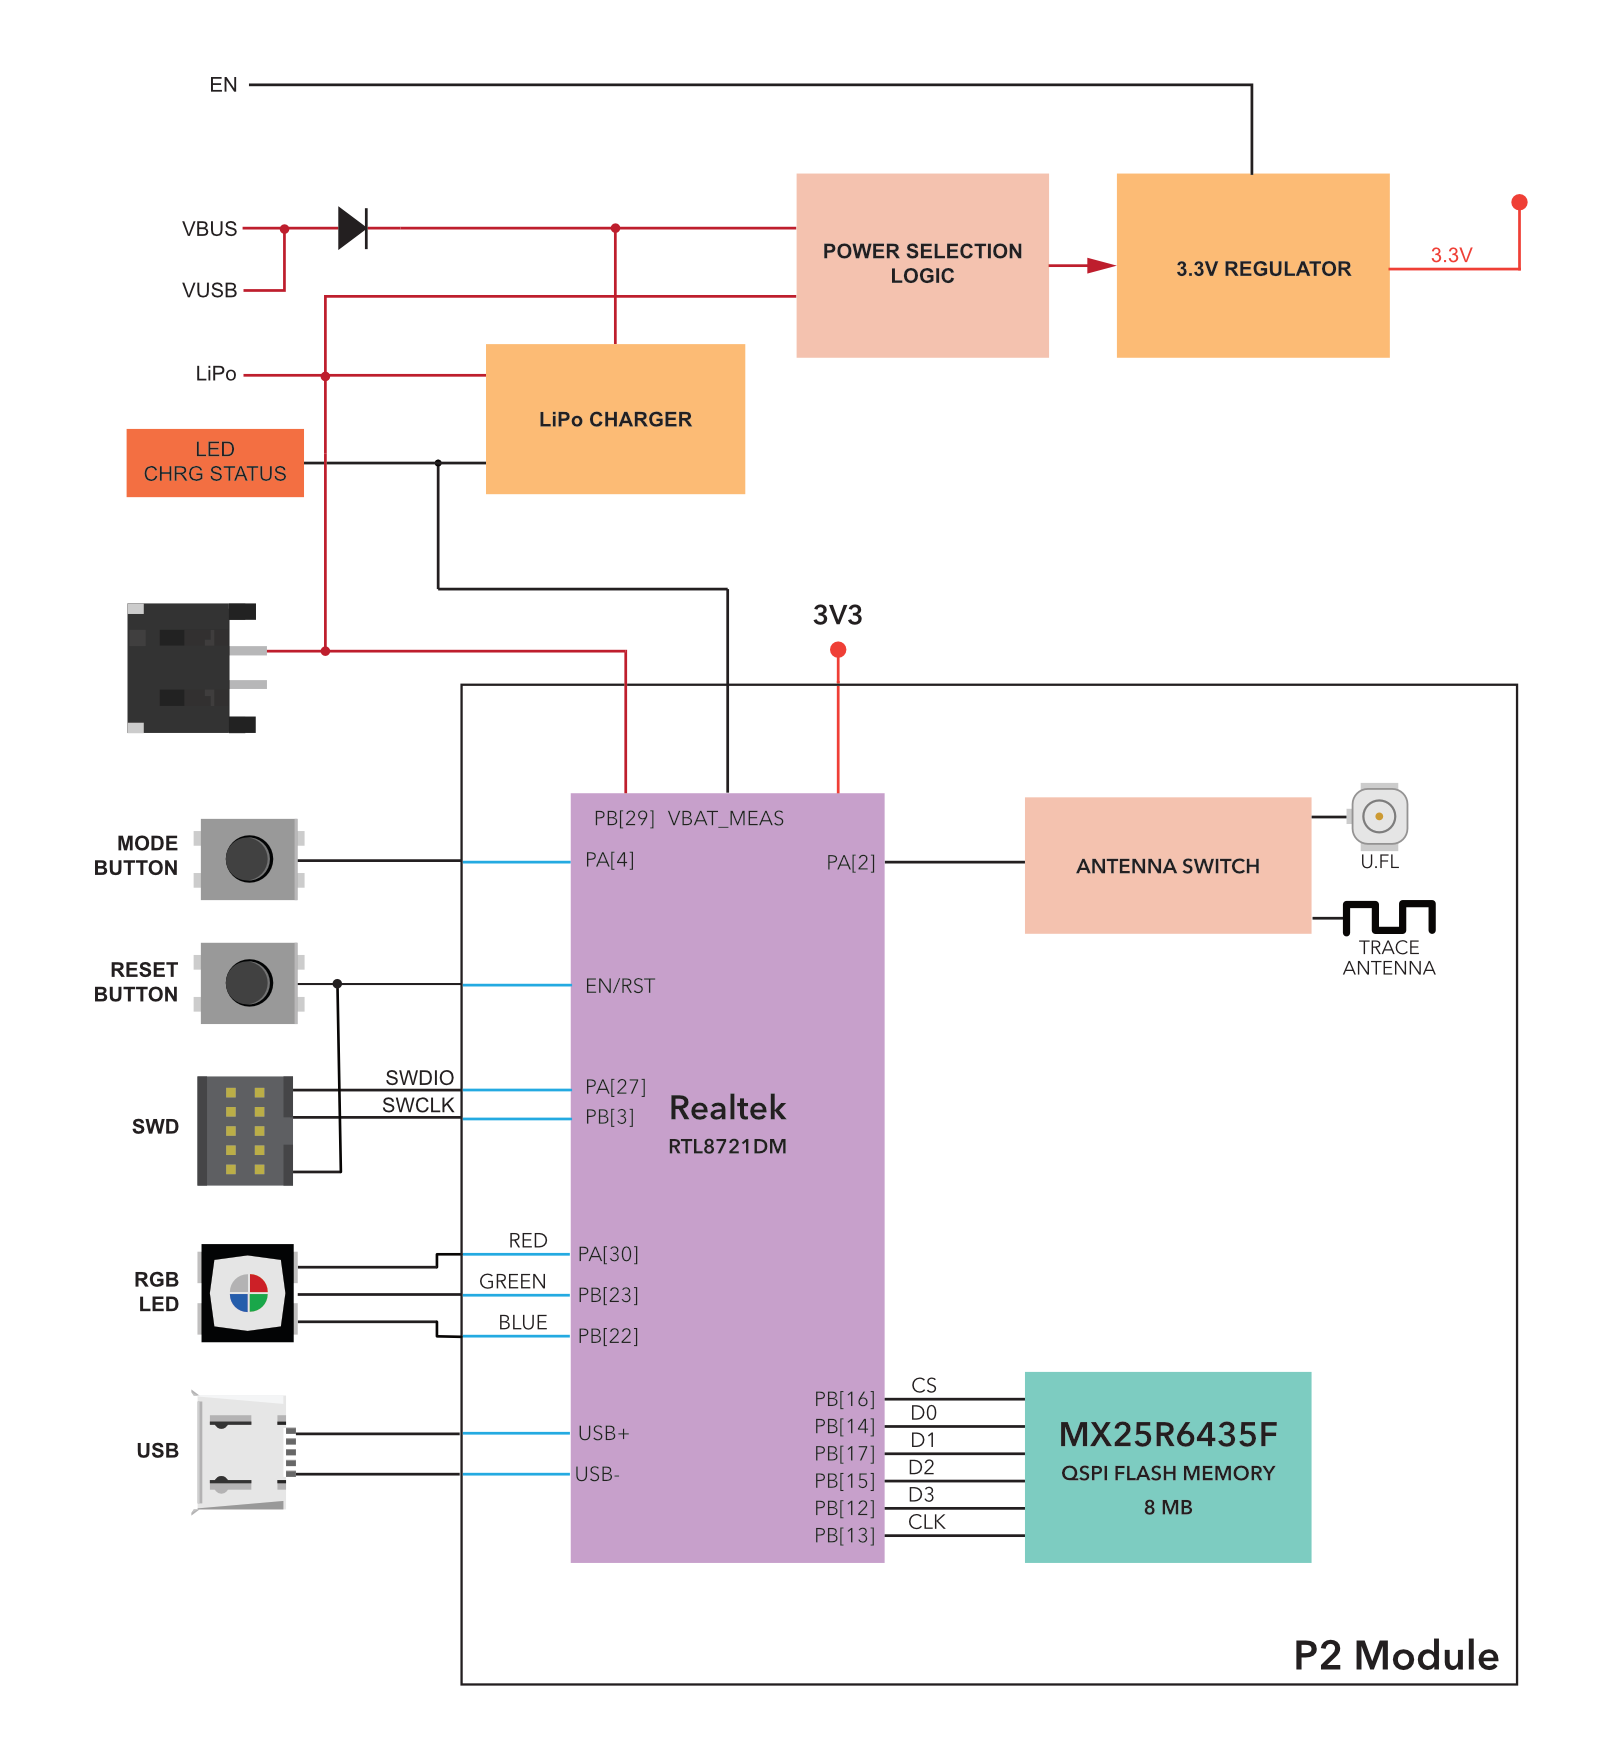 EN
VBUS
VUSB
POWER SELECTION
LOGIC
3.3V REGULATOR
3.3V
LiPo
LiPo CHARGER
LED
CHRG STATUS
3V3
PB[29] VBAT_MEAS
MODE
BUTTON
PA[4]
PA[2]
ANTENNA SWITCH
U.FL
TRACE
ANTENNA
RESET
BUTTON
EN/RST
SWD
SWDIO
SWCLK
PA[27]
PB[3]
Realtek
RTL8721DM
RGB
LED
RED
GREEN
BLUE
PA[30]
PB[23]
PB[22]
USB
USB+
USB-
PB[16]
PB[14]
PB[17]
PB[15]
PB[12]
PB[13]
CS
D0
D1
D2
D3
CLK
MX25R6435F
QSPI FLASH MEMORY
8 MB
P2 Module